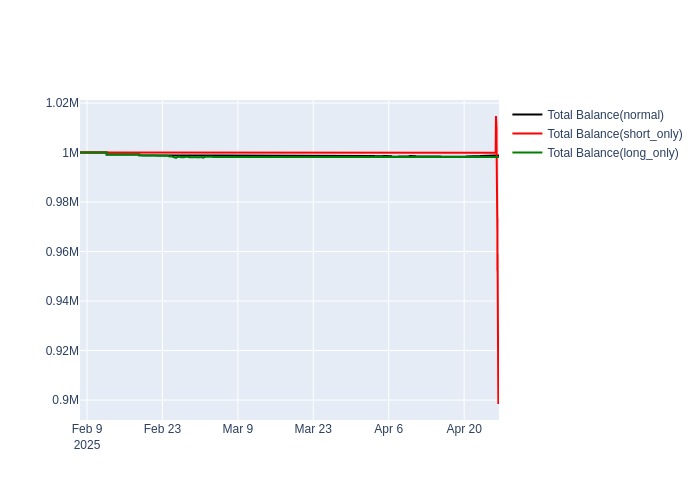 1.02M
1M
0.98M
0.96M
0.94M
0.92M
0.9M
Feb 9
2025
Feb 23
Mar 9
Mar 23
Apr 6
Apr 20
Total Balance(normal)
Total Balance(short_only)
Total Balance(long_only)